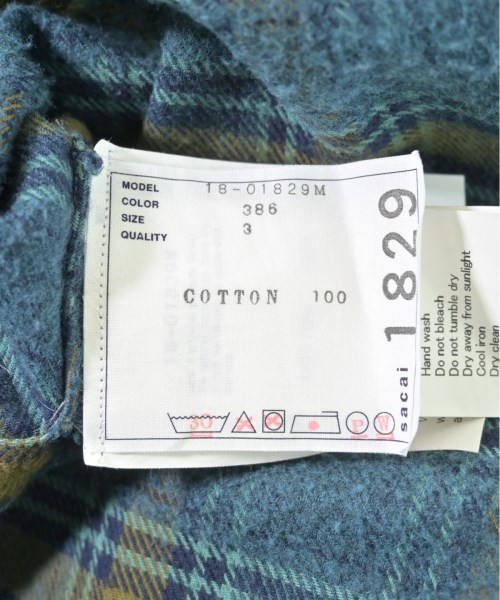 MODEL 18-01829M
COLOR 386
SIZE 3
QUALITY
COTTON 100
30
P
W
sacai 1829
Hand wash
Do not bleach
Do not tumble dry
Dry away from sunlight
Cool iron
Dry clean